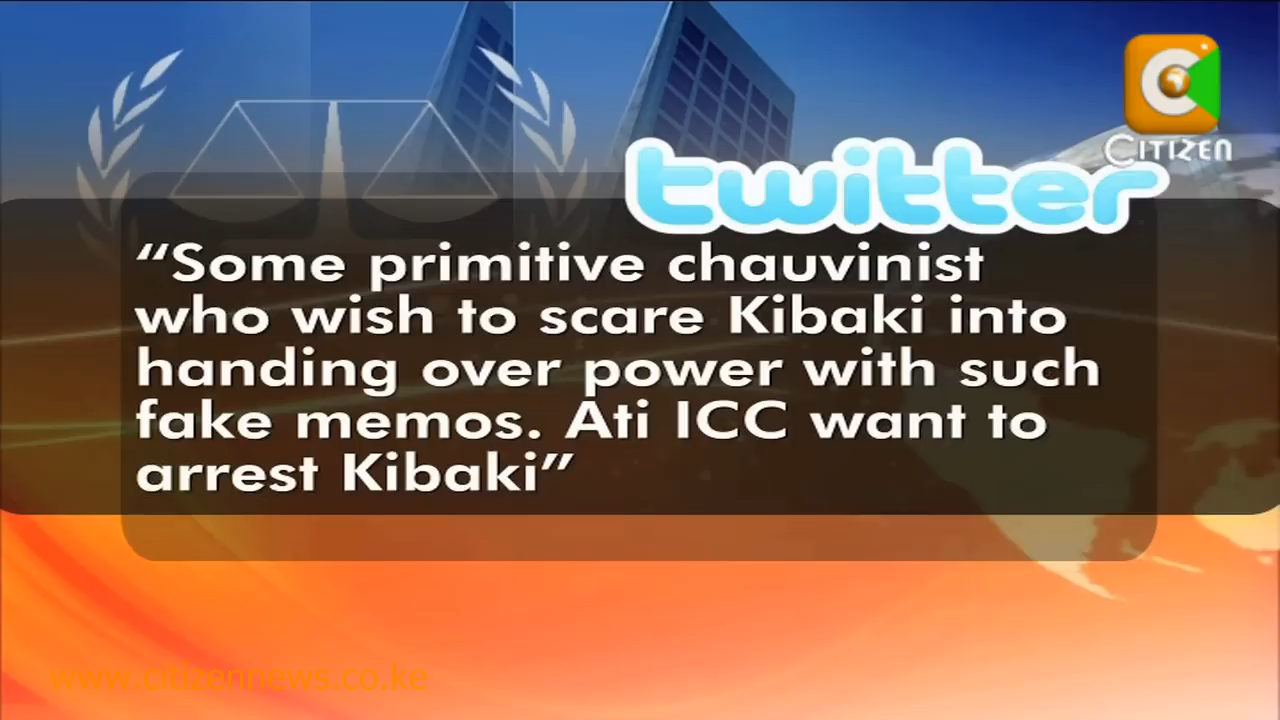 CITIZEN
twitter
“Some primitive chauvinist
who wish to scare Kibaki into
handing over power with such
fake memos. Ati ICC want to
arrest Kibaki”
www.citizennews.co.ke